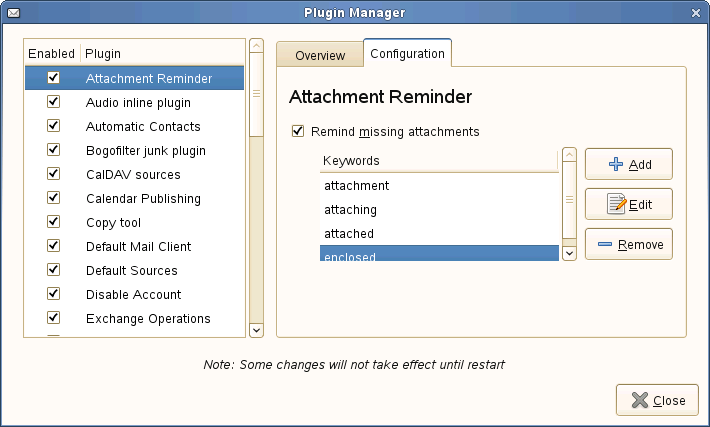 Plugin Manager
Enabled Plugin
Attachment Reminder
Audio inline plugin
Automatic Contacts
Bogofilter junk plugin
CalDAV sources
Calendar Publishing
Copy tool
Default Mail Client
Default Sources
Disable Account
Exchange Operations
Overview Configuration
Attachment Reminder
Remind missing attachments
Keywords
attachment
attaching
attached
enclosed
Add
Edit
Remove
Note: Some changes will not take effect until restart
Close